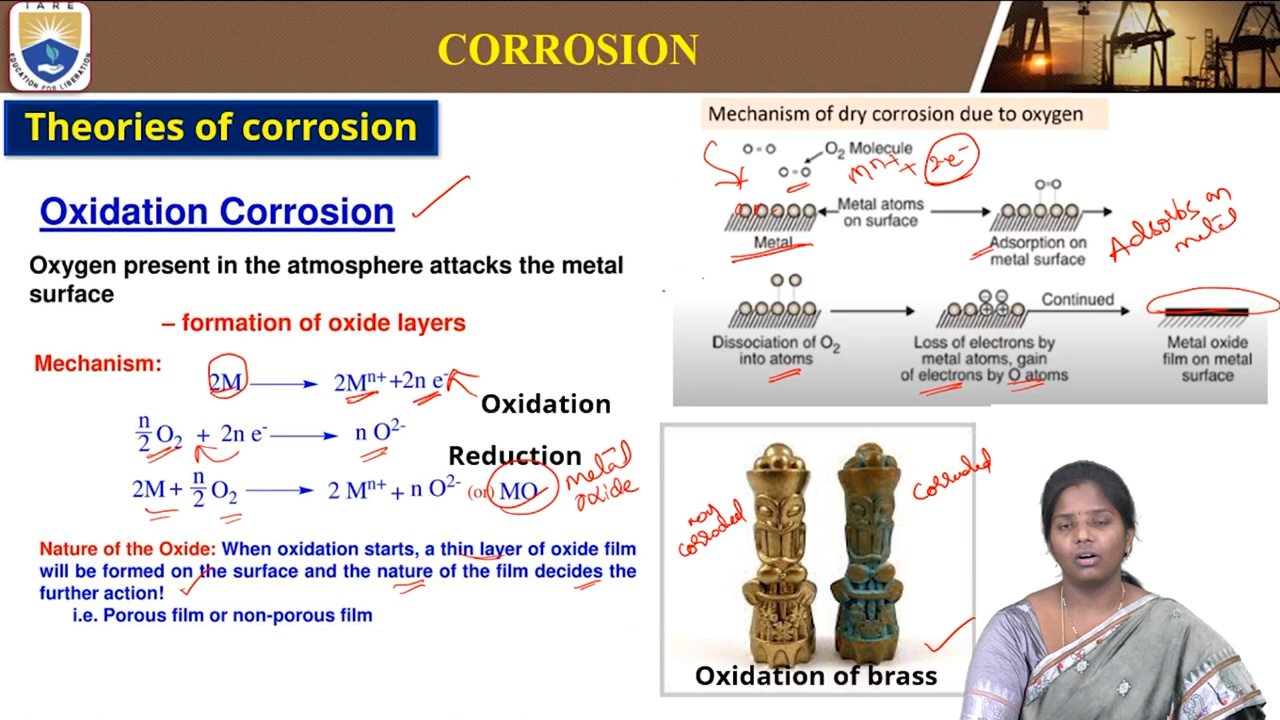 IARE
EDUCATION FOR LIBERATION
CORROSION
Theories of corrosion
Oxidation Corrosion
Oxygen present in the atmosphere attacks the metal
surface
– formation of oxide layers
Mechanism:
2M ⟶ 2Mⁿ⁺ +2n e⁻
Oxidation
n/2 O₂ + 2n e⁻ ⟶ n O²⁻
Reduction
2M + n/2 O₂ ⟶ 2 Mⁿ⁺ + n O²⁻ (or) MO
metal
oxide
Nature of the Oxide: When oxidation starts, a thin layer of oxide film
will be formed on the surface and the nature of the film decides the
further action!
i.e. Porous film or non-porous film
Mechanism of dry corrosion due to oxygen
O=O
O₂ Molecule
O=O
Mⁿ⁺ + 2e⁻
O=O
Metal atoms
on surface
Metal
Adsorption on
metal surface
Adsorbs on
metal
Continued
Dissociation of O₂
into atoms
Loss of electrons by
metal atoms, gain
of electrons by O atoms
Metal oxide
film on metal
surface
corroded
corroded
Oxidation of brass